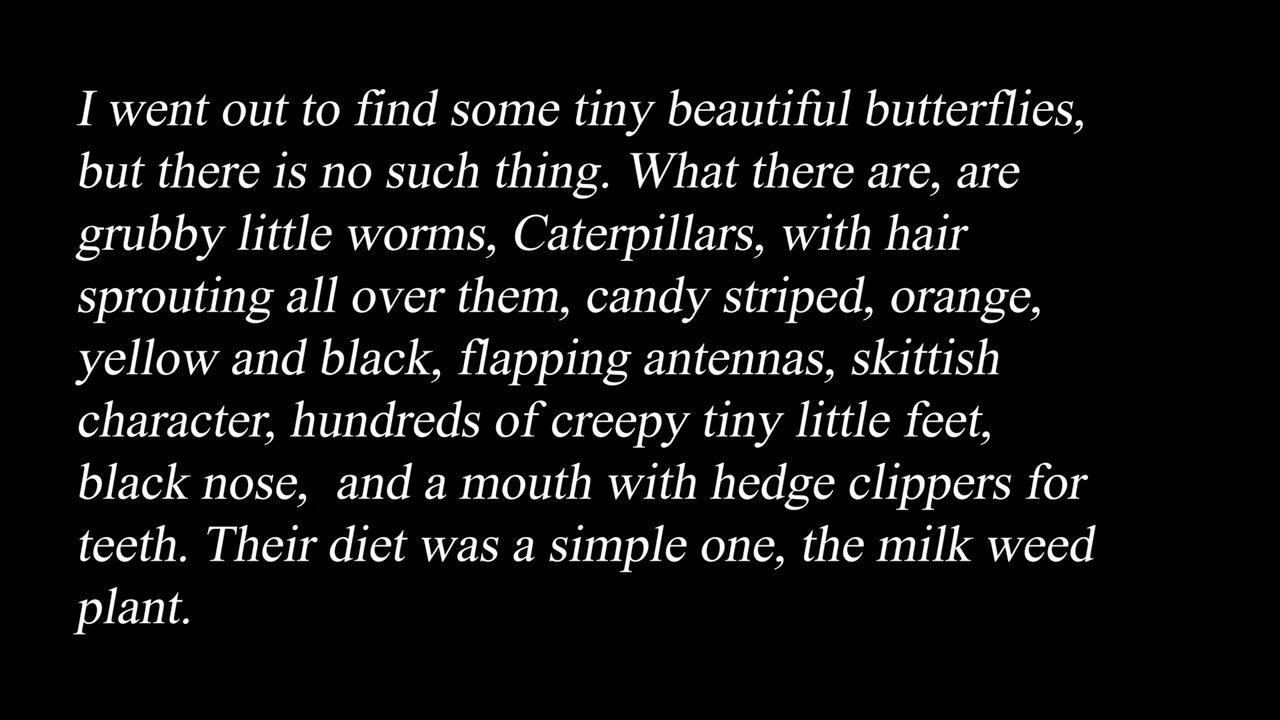 I went out to find some tiny beautiful butterflies,
but there is no such thing. What there are, are
grubby little worms, Caterpillars, with hair
sprouting all over them, candy striped, orange,
yellow and black, flapping antennas, skittish
character, hundreds of creepy tiny little feet,
black nose,  and a mouth with hedge clippers for
teeth. Their diet was a simple one, the milk weed
plant.